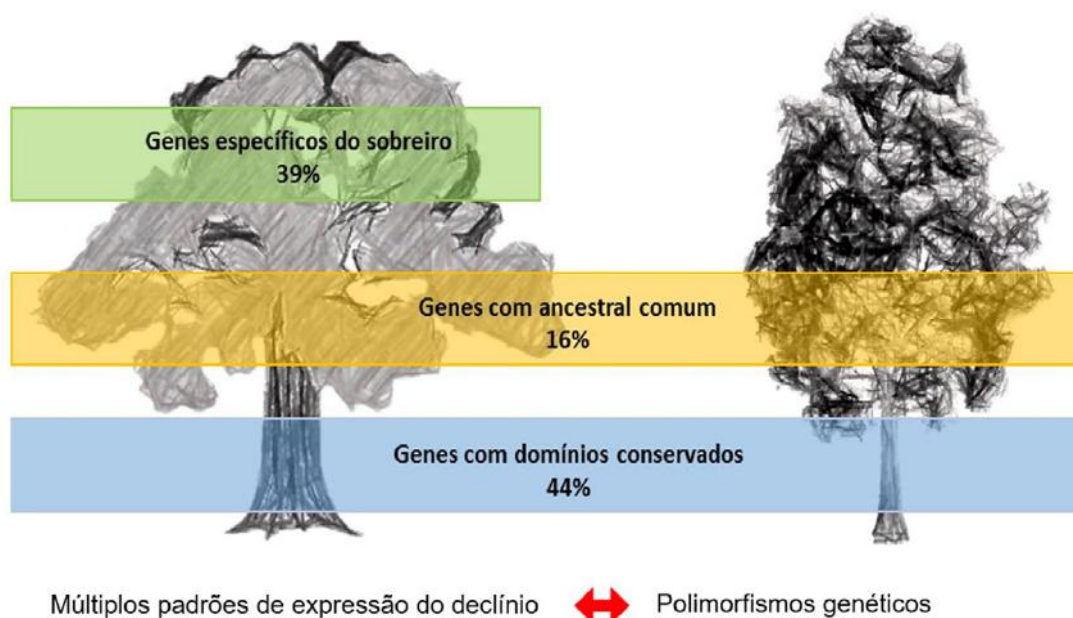 Genes específicos do sobreiro
39%
Genes com ancestral comum
16%
Genes com domínios conservados
44%
Múltiplos padrões de expressão do declínio
Polimorfismos genéticos